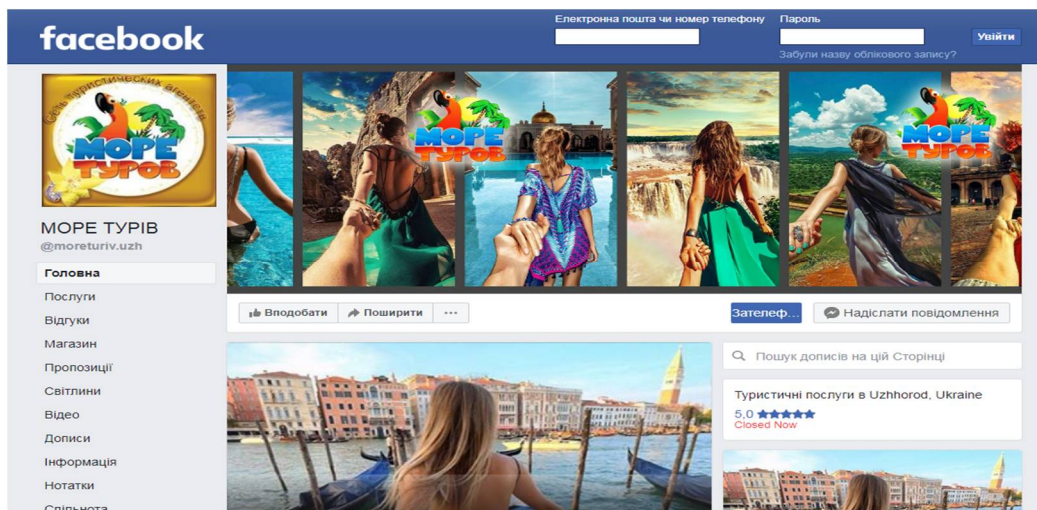 Електронна пошта чи номер телефону
Пароль
facebook
Увійти
Забули назву облікового запису?
Сеть туристических агентств
МОРЕ
ТУРОВ
МОРЕ
ТУРОВ
МОРЕ
ТУРОВ
МОРЕ ТУРІВ
@moreturiv.uzh
Головна
Послуги
Відгуки
Магазин
Пропозиції
Світлини
Відео
Дописи
Інформація
Нотатки
Спільнота
Вподобати
Поширити
Зателеф...
Надіслати повідомлення
Пошук дописів на цій Сторінці
Туристичні послуги в Uzhhorod, Ukraine
5,0
Closed Now